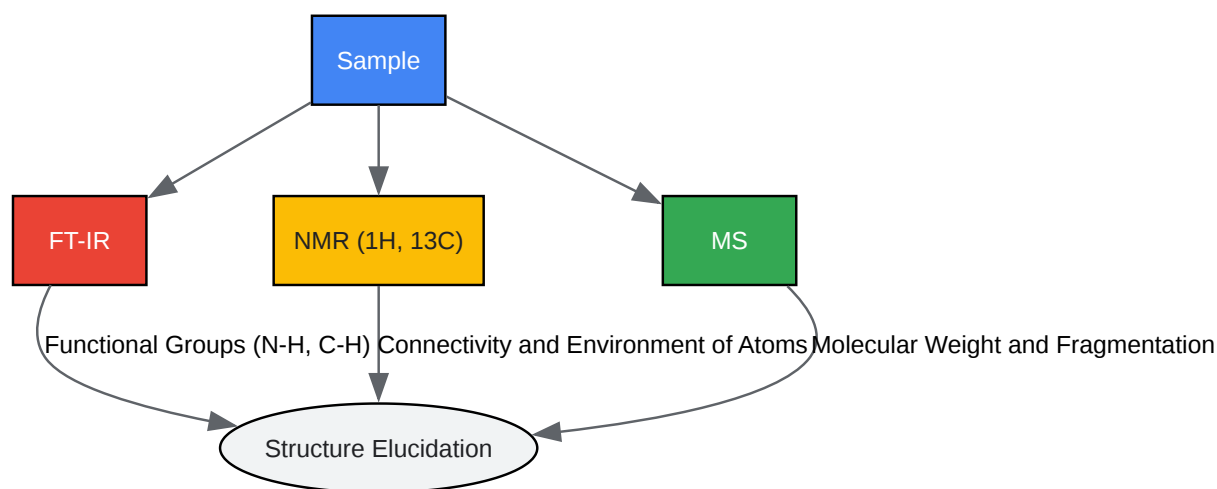 Sample
FT-IR
NMR (1H, 13C)
MS
Functional Groups (N-H, C-H)
Connectivity and Environment of Atoms
Molecular Weight and Fragmentation
Structure Elucidation